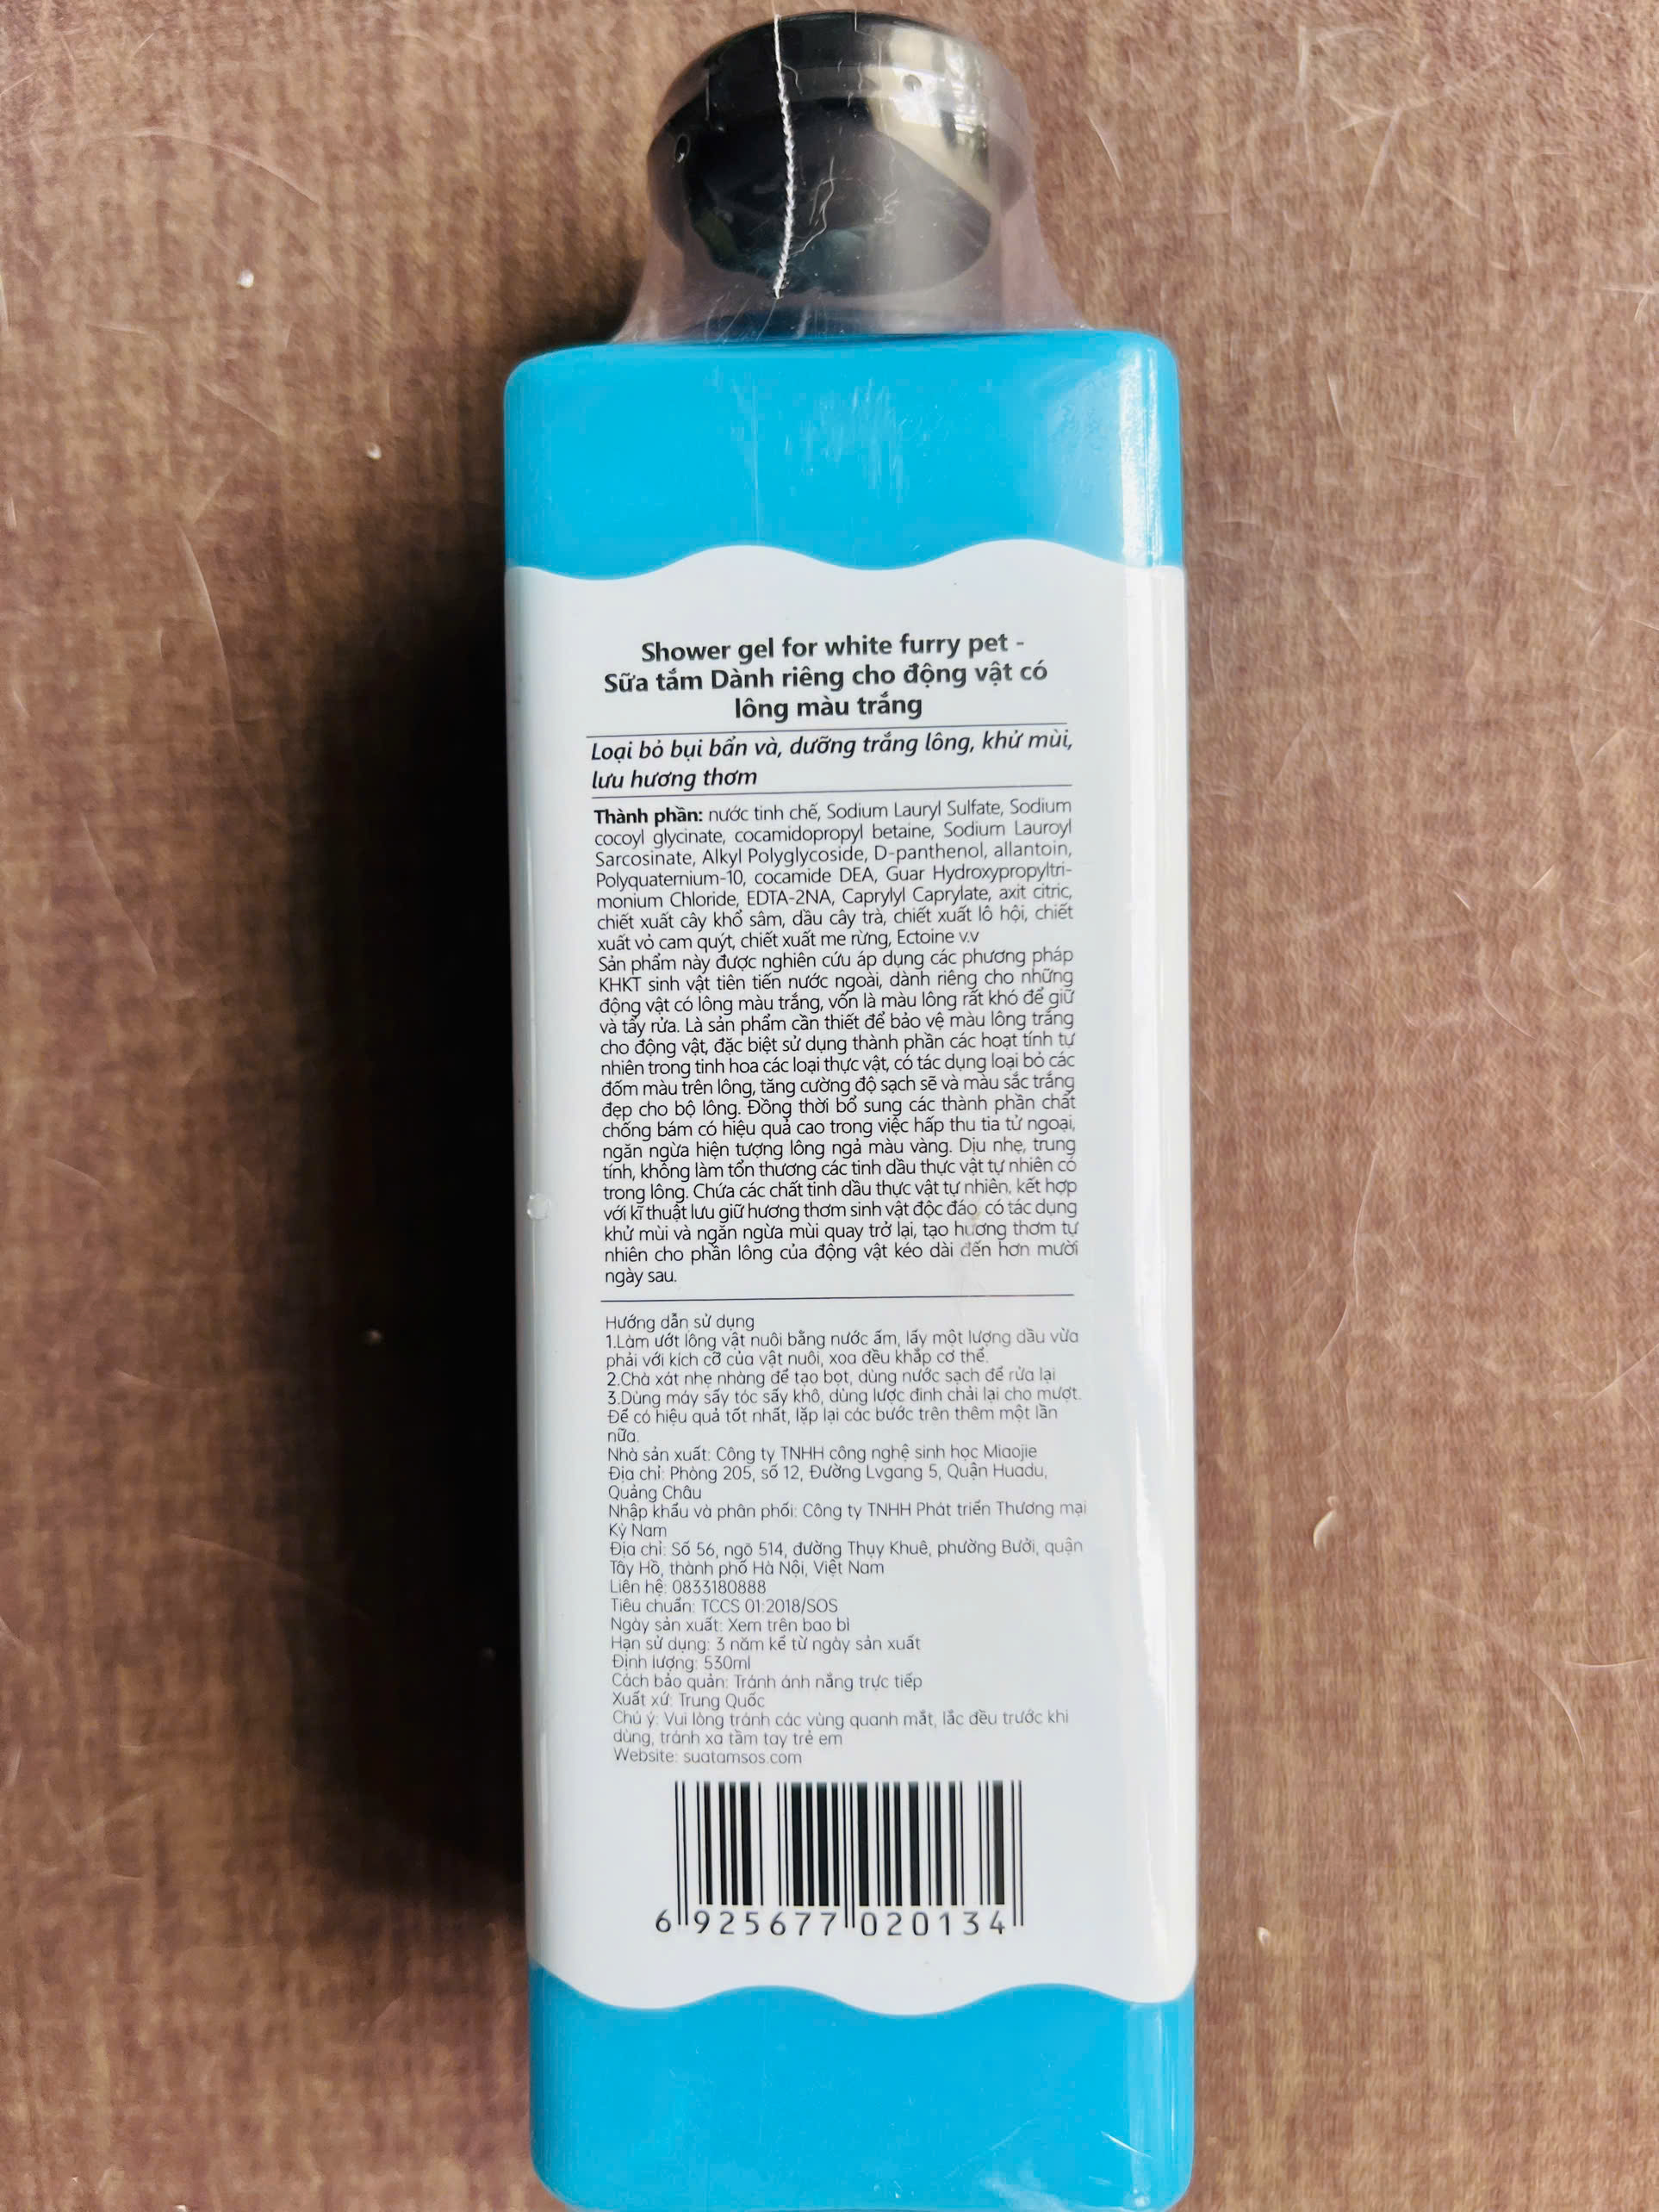 Shower gel for white furry pet -
Sữa tắm Dành riêng cho động vật có
lông màu trắng
Loại bỏ bụi bẩn và, dưỡng trắng lông, khử mùi,
lưu hương thơm
Thành phần: nước tinh chế, Sodium Lauryl Sulfate, Sodium
cocoyl glycinate, cocamidopropyl betaine, Sodium Lauroyl
Sarcosinate, Alkyl Polyglycoside, D-panthenol, allantoin,
Polyquaternium-10, cocamide DEA, Guar Hydroxypropyltri-
monium Chloride, EDTA-2NA, Caprylyl Caprylate, axit citric,
chiết xuất cây khổ sâm, dầu cây trà, chiết xuất lô hội, chiết
xuất vỏ cam quýt, chiết xuất me rừng, Ectoine v.v
Sản phẩm này được nghiên cứu áp dụng các phương pháp
KHKT sinh vật tiên tiến nước ngoài, dành riêng cho những
động vật có lông màu trắng, vốn là màu lông rất khó để giữ
và tẩy rửa. Là sản phẩm cần thiết để bảo vệ màu lông trắng
cho động vật, đặc biệt sử dụng thành phần các hoạt tính tự
nhiên trong tinh hoa các loại thực vật, có tác dụng loại bỏ các
đốm màu trên lông, tăng cường độ sạch sẽ và màu sắc trắng
đẹp cho bộ lông. Đồng thời bổ sung các thành phần chất
chống bám có hiệu quả cao trong việc hấp thu tia tử ngoại,
ngăn ngừa hiện tượng lông ngả màu vàng. Dịu nhẹ, trung
tính, không làm tổn thương các tinh dầu thực vật tự nhiên có
trong lông. Chứa các chất tinh dầu thực vật tự nhiên, kết hợp
với kĩ thuật lưu giữ hương thơm sinh vật độc đáo, có tác dụng
khử mùi và ngăn ngừa mùi quay trở lại, tạo hương thơm tự
nhiên cho phần lông của động vật kéo dài đến hơn mười
ngày sau.
Hướng dẫn sử dụng
1.Làm ướt lông vật nuôi bằng nước ấm, lấy một lượng dầu vừa
phải với kích cỡ của vật nuôi, xoa đều khắp cơ thể.
2.Chà xát nhẹ nhàng để tạo bọt, dùng nước sạch để rửa lại
3.Dùng máy sấy tóc sấy khô, dùng lược đinh chải lại cho mượt.
Để có hiệu quả tốt nhất, lặp lại các bước trên thêm một lần
nữa.
Nhà sản xuất: Công ty TNHH công nghệ sinh học Miaojie
Địa chỉ: Phòng 205, số 12, Đường Lvgang 5, Quận Huadu,
Quảng Châu
Nhập khẩu và phân phối: Công ty TNHH Phát triển Thương mại
Kỳ Nam
Địa chỉ: Số 56, ngõ 514, đường Thụy Khuê, phường Bưởi, quận
Tây Hồ, thành phố Hà Nội, Việt Nam
Liên hệ: 0833180888
Tiêu chuẩn: TCCS 01:2018/SOS
Ngày sản xuất: Xem trên bao bì
Hạn sử dụng: 3 năm kể từ ngày sản xuất
Định lượng: 530ml
Cách bảo quản: Tránh ánh nắng trực tiếp
Xuất xứ: Trung Quốc
Chú ý: Vui lòng tránh các vùng quanh mắt, lắc đều trước khi
dùng, tránh xa tầm tay trẻ em
Website: suatamsos.com
6 925677 020134